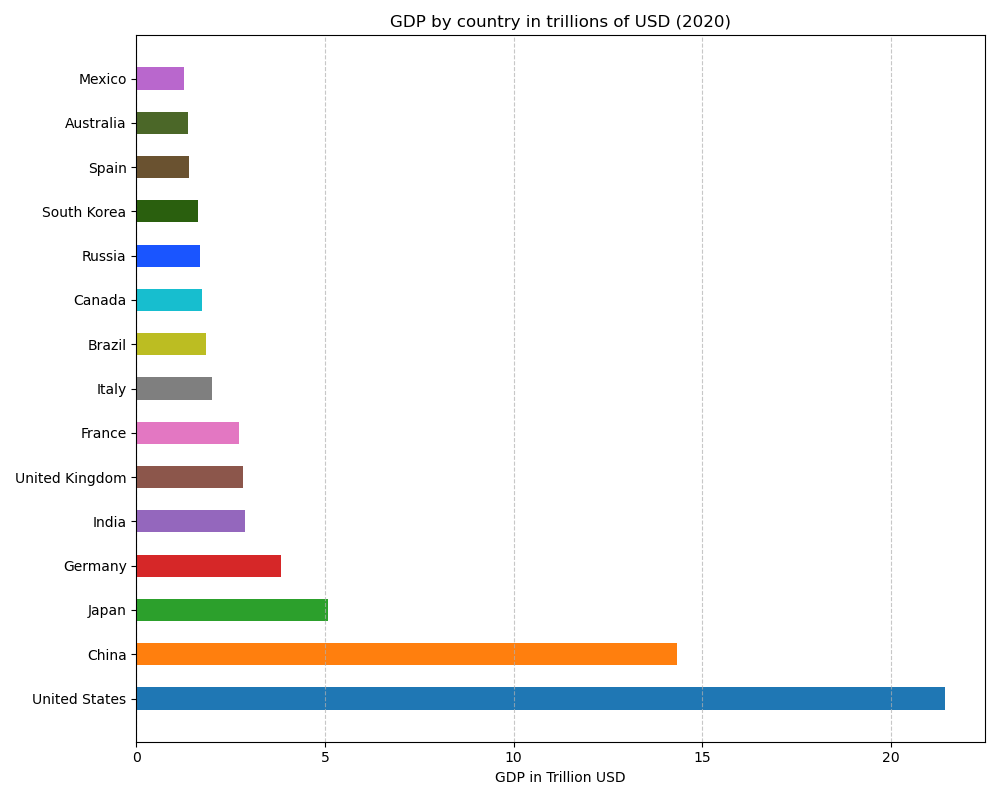 GDP by country in trillions of USD (2020)
Mexico
Australia
Spain
South Korea
Russia
Canada
Brazil
Italy
France
United Kingdom
India
Germany
Japan
China
United States
0 5 10 15 20
GDP in Trillion USD